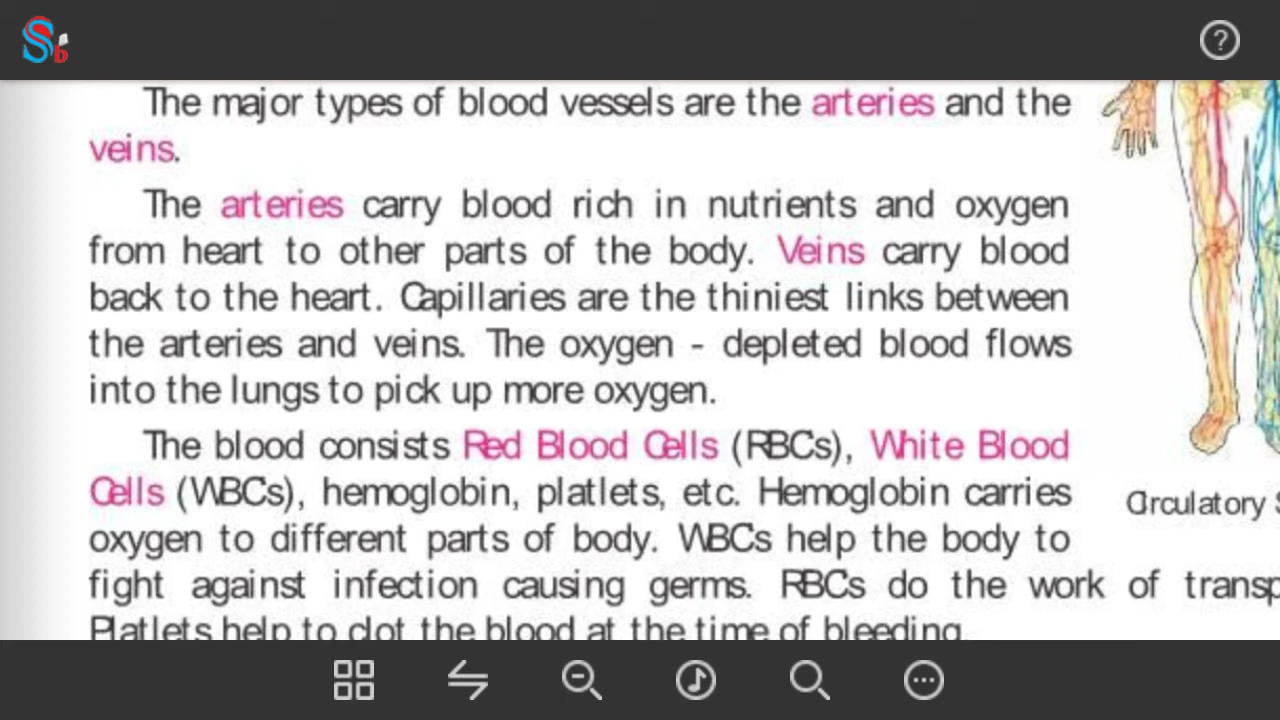 The major types of blood vessels are the arteries and the
veins.
The arteries carry blood rich in nutrients and oxygen
from heart to other parts of the body. Veins carry blood
back to the heart. Capillaries are the thiniest links between
the arteries and veins. The oxygen - depleted blood flows
into the lungs to pick up more oxygen.
The blood consists Red Blood Cells (RBCs), White Blood
Cells (WBCs), hemoglobin, platlets, etc. Hemoglobin carries
Circulatory S
oxygen to different parts of body. WBCs help the body to
fight against infection causing germs. RBCs do the work of transp
Platlets help to clot the blood at the time of bleeding.